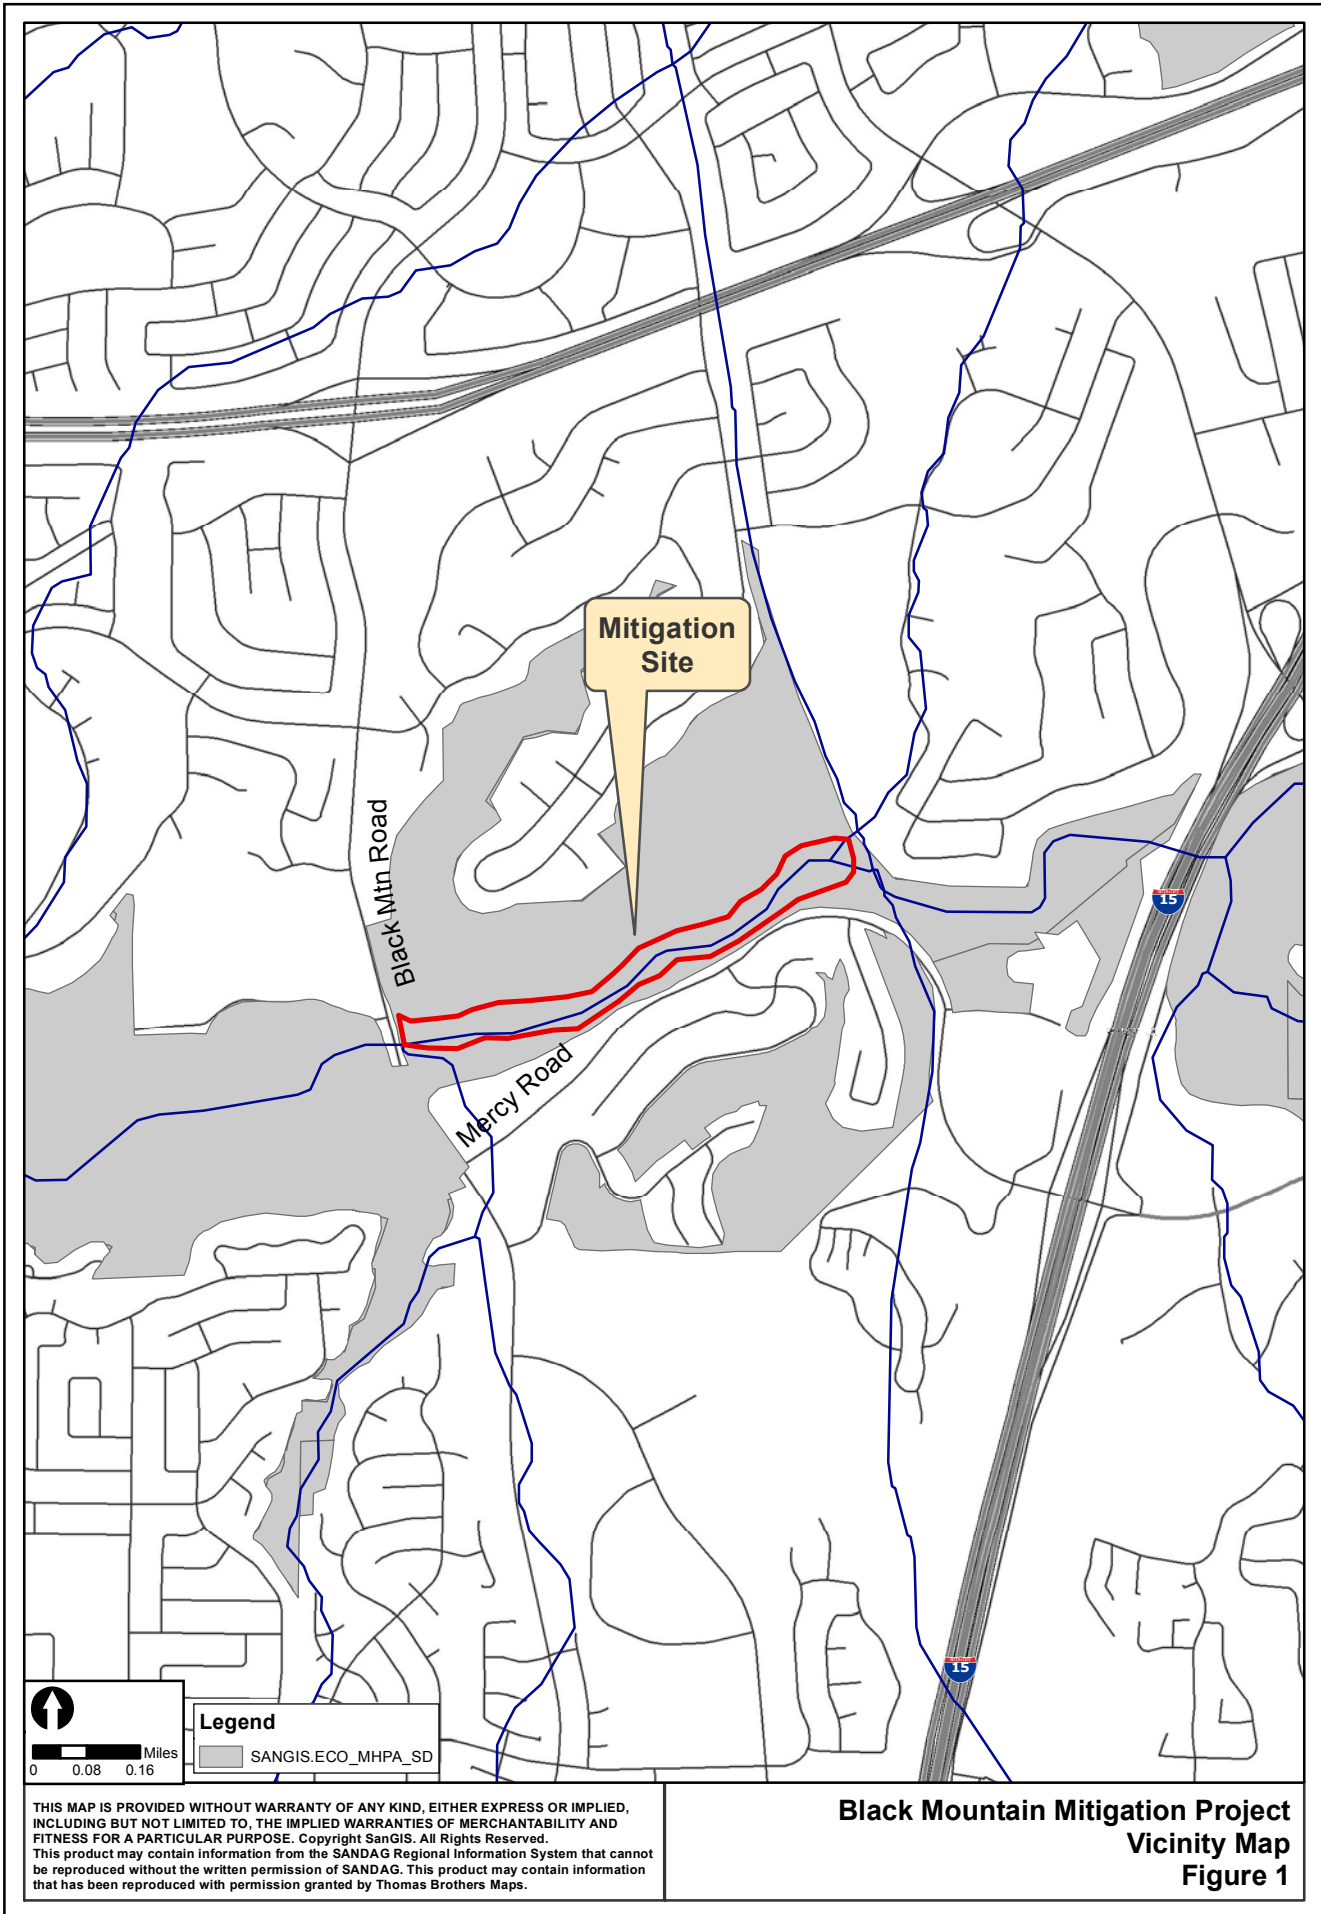 Mitigation
Site
Black Mtn Road
15
Mercy Road
15
Legend
SANGIS.ECO_MHPA_SD
Miles
0 0.08 0.16
THIS MAP IS PROVIDED WITHOUT WARRANTY OF ANY KIND, EITHER EXPRESS OR IMPLIED,
INCLUDING BUT NOT LIMITED TO, THE IMPLIED WARRANTIES OF MERCHANTABILITY AND
FITNESS FOR A PARTICULAR PURPOSE. Copyright SanGIS. All Rights Reserved.
This product may contain information from the SANDAG Regional Information System that cannot
be reproduced without the written permission of SANDAG. This product may contain information
that has been reproduced with permission granted by Thomas Brothers Maps.
Black Mountain Mitigation Project
Vicinity Map
Figure 1